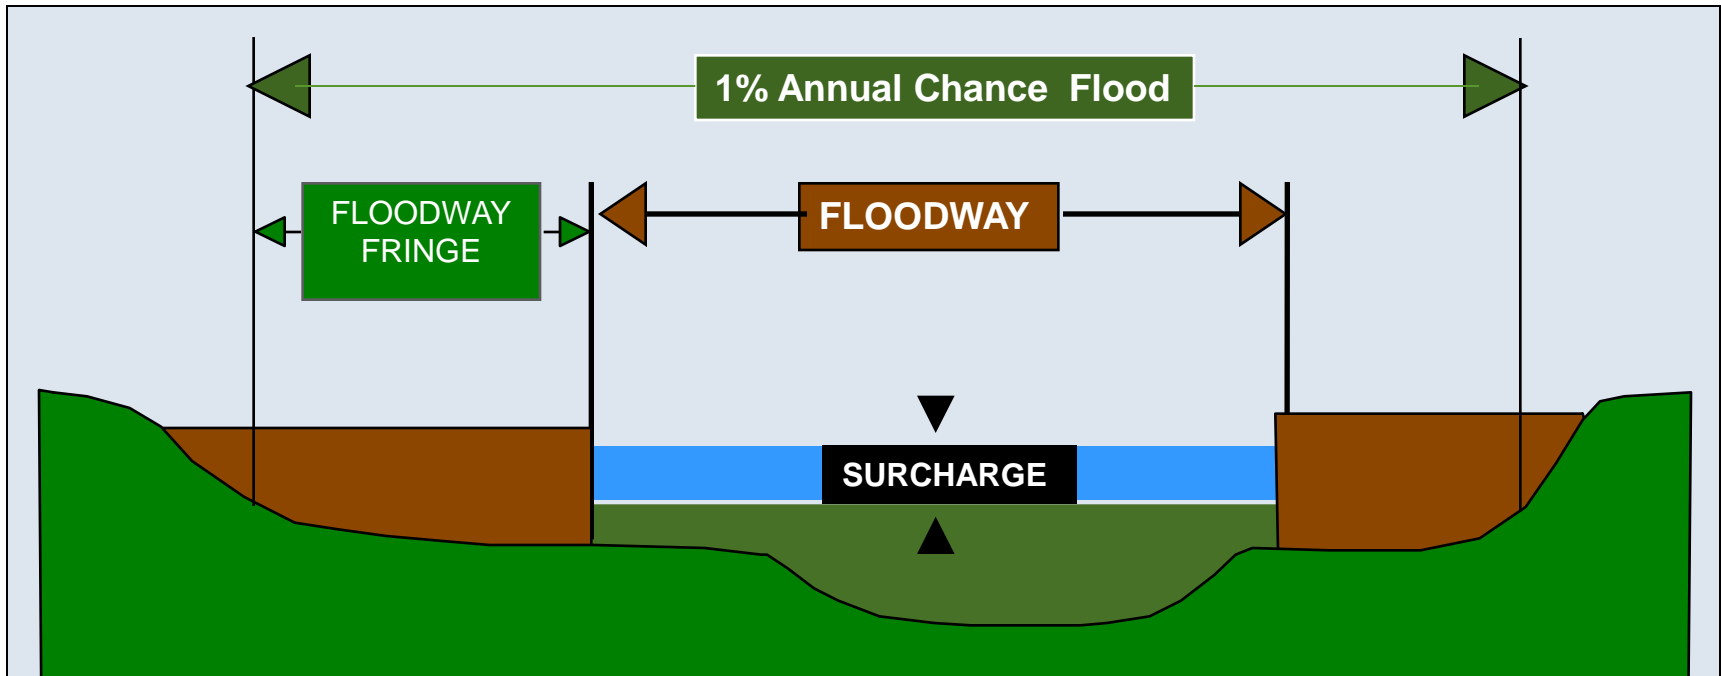 1% Annual Chance  Flood
FLOODWAY
FRINGE
FLOODWAY
SURCHARGE